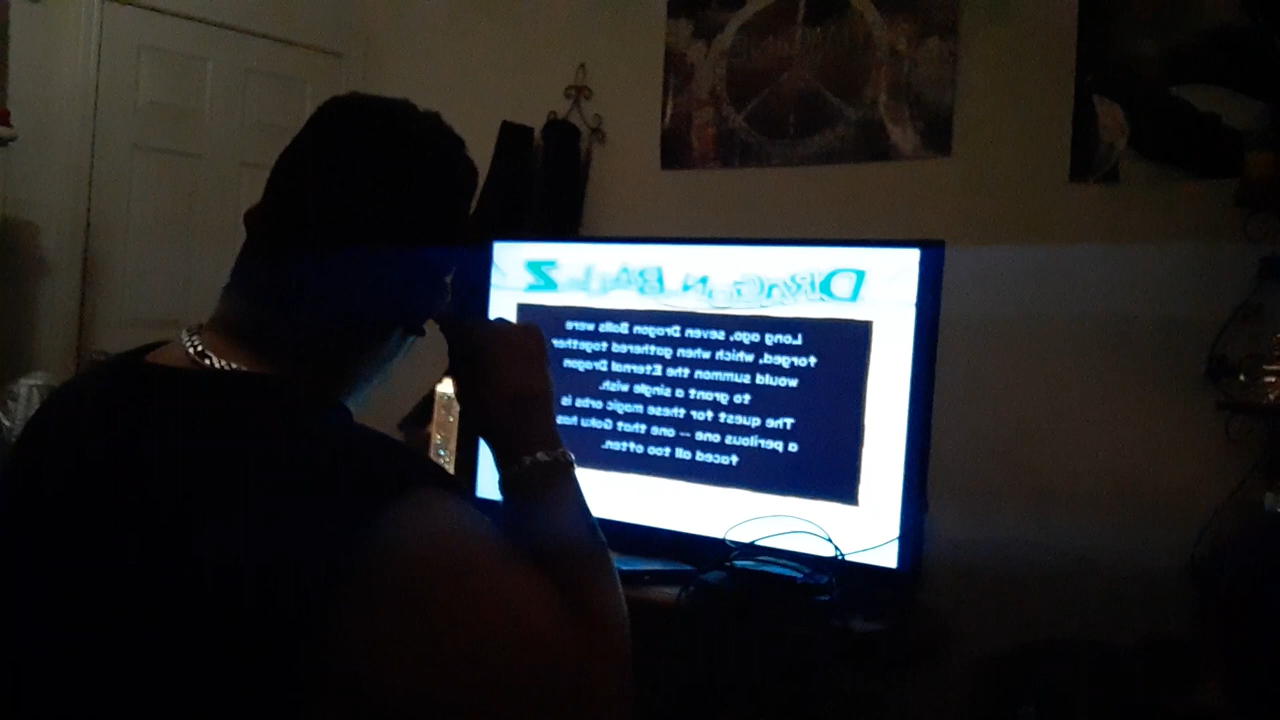 DRAGON BALL Z
Long ago, seven Dragon Balls were
forged, which, when gathered together
would summon the Eternal Dragon
to grant a single wish.
The quest for these magic orbs is
a perilous one -- one that Goku has
faced all too often.